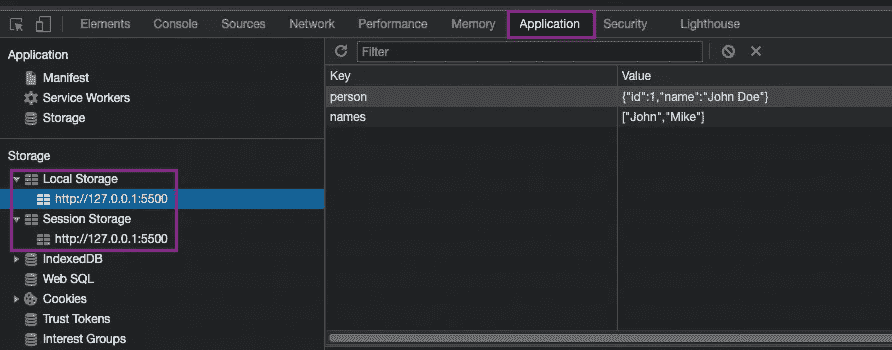 Elements Console Sources Network Performance Memory Application Security Lighthouse
Application
Manifest
Service Workers
Storage
Storage
Local Storage
http://127.0.0.1:5500
Session Storage
http://127.0.0.1:5500
IndexedDB
Web SQL
Cookies
Trust Tokens
Interest Groups
Filter
Key Value
person {"id":1,"name":"John Doe"}
names ["John","Mike"]